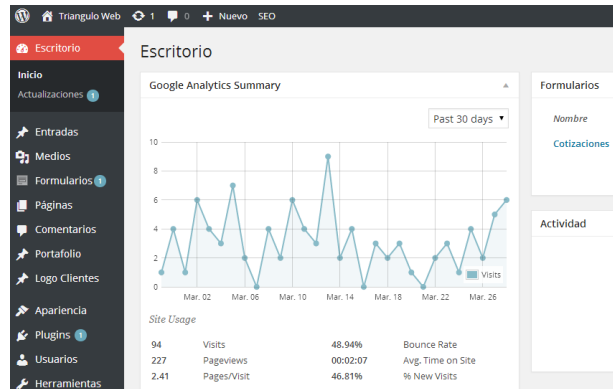 Triangulo Web 1 0 + Nuevo SEO
Escritorio
Inicio
Actualizaciones 1
Entradas
Medios
Formularios 1
Páginas
Comentarios
Portafolio
Logo Clientes
Apariencia
Plugins 1
Usuarios
Herramientas
Escritorio
Google Analytics Summary
Past 30 days
10
8
6
4
2
0
Mar. 02 Mar. 06 Mar. 10 Mar. 14 Mar. 18 Mar. 22 Mar. 26
Visits
Site Usage
94 Visits 48.94% Bounce Rate
227 Pageviews 00:02:07 Avg. Time on Site
2.41 Pages/Visit 46.81% % New Visits
Formularios
Nombre
Cotizaciones
Actividad